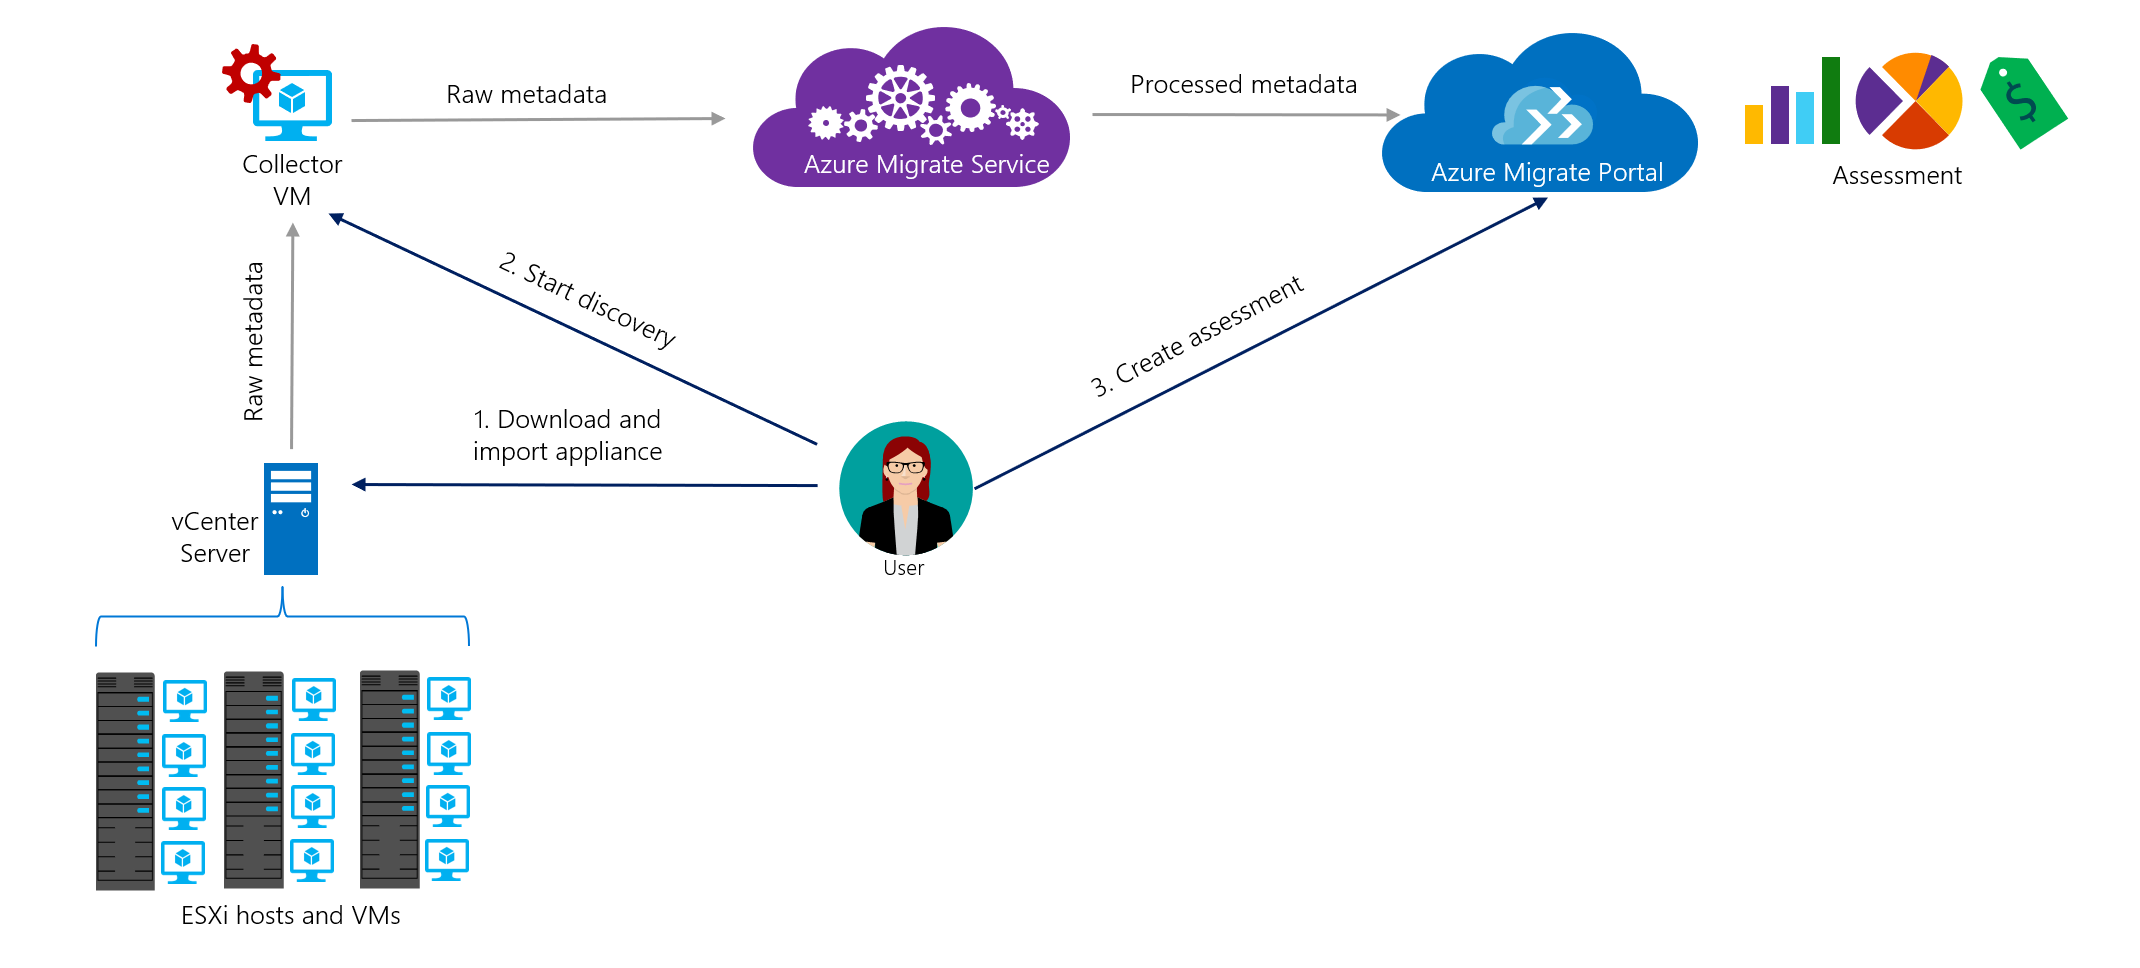 Raw metadata
Processed metadata
Collector
VM
Azure Migrate Service
Azure Migrate Portal
Assessment
Raw metadata
2. Start discovery
3. Create assessment
1. Download and
import appliance
vCenter
Server
User
ESXi hosts and VMs